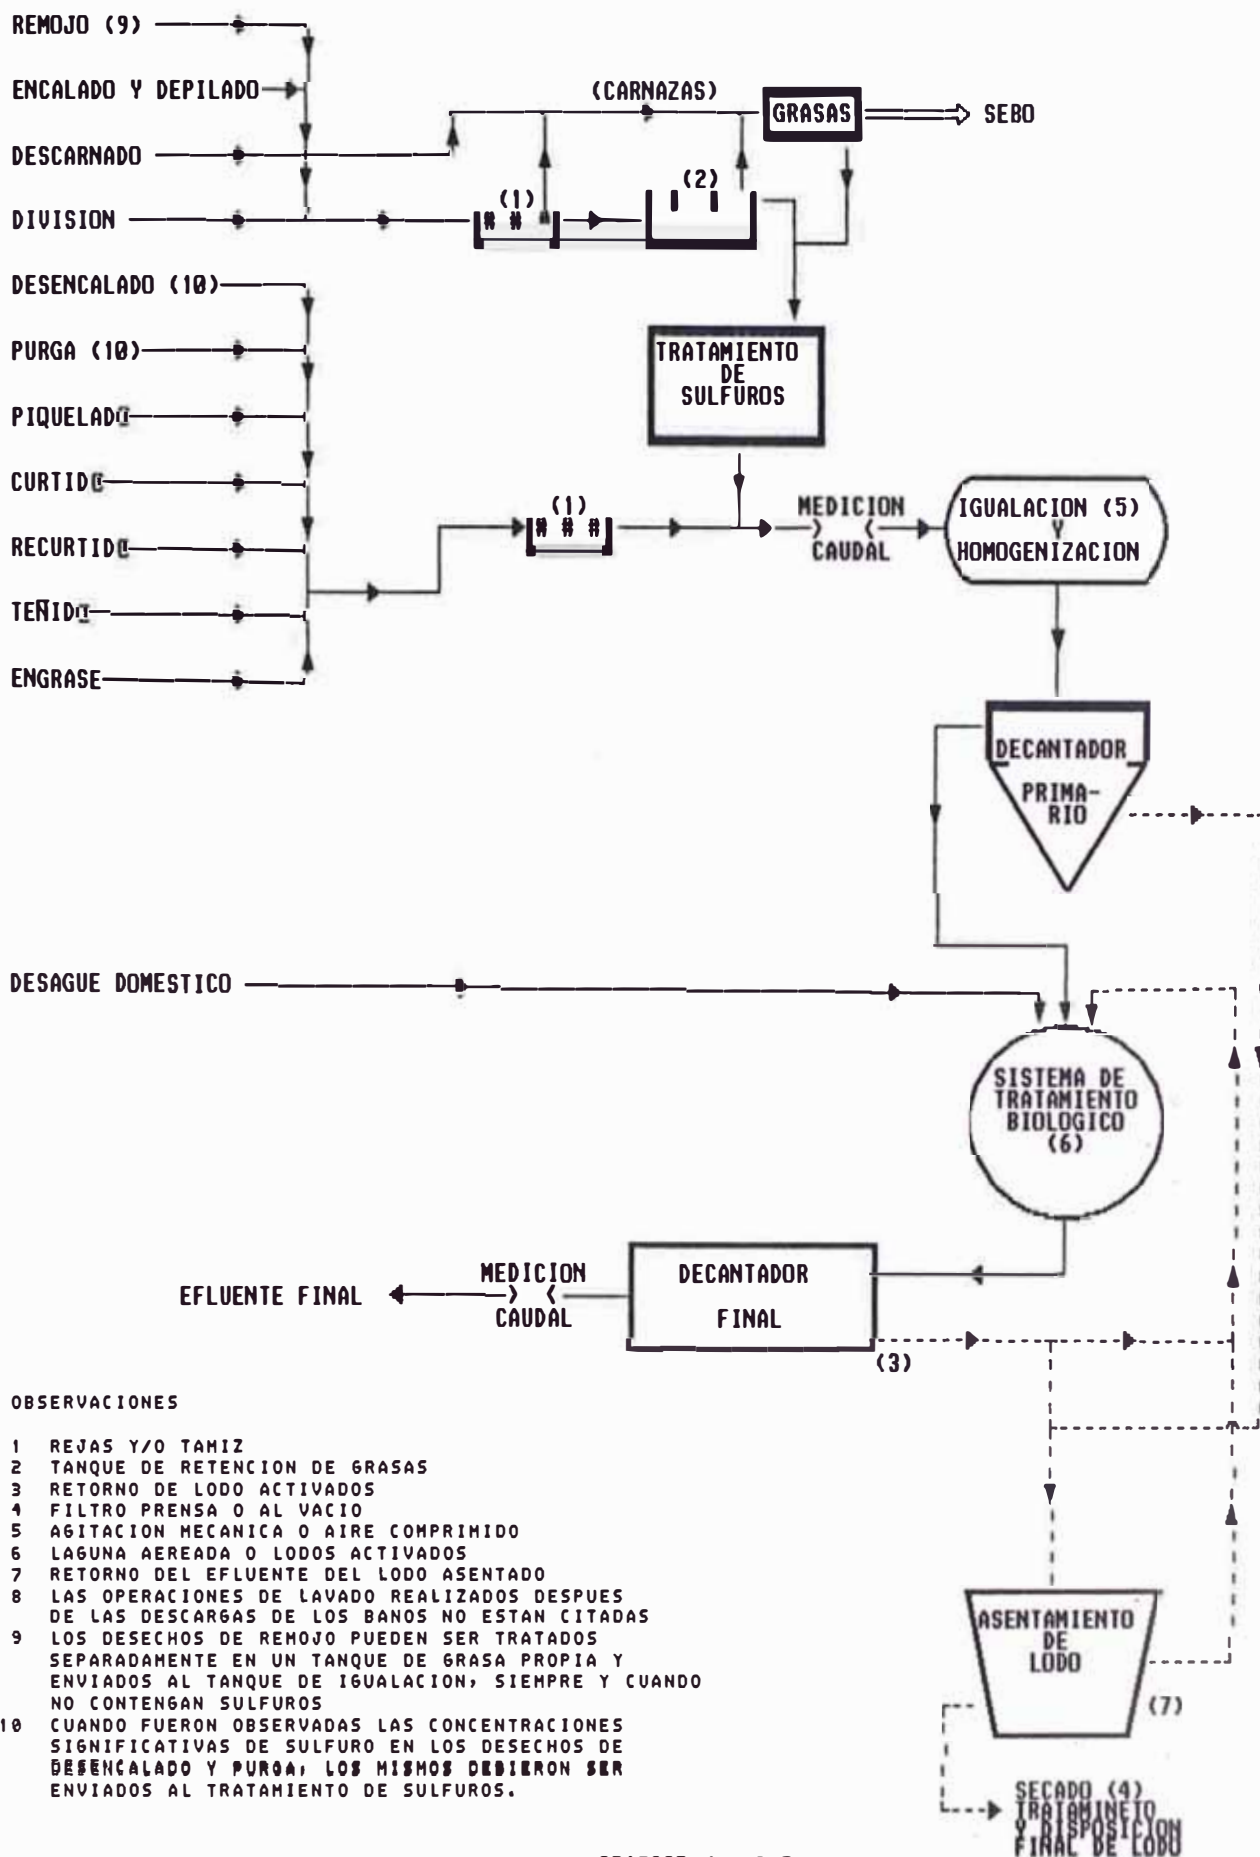 REMOJO (9)
ENCALADO Y DEPILADO
DESCARNADO
DIVISION
(CARNAZAS)
GRASAS
SEBO
(1)
# #
(2)
DESENCALADO (10)
PURGA (10)
PIQUELADO
CURTIDO
RECURTIDO
TEÑIDO
ENGRASE
TRATAMIENTO
DE
SULFUROS
(1)
# # #
MEDICION
CAUDAL
IGUALACION (5)
Y
HOMOGENIZACION
DECANTADOR
PRIMA-
RIO
DESAGUE DOMESTICO
SISTEMA DE
TRATAMIENTO
BIOLOGICO
(6)
EFLUENTE FINAL
MEDICION
CAUDAL
DECANTADOR
FINAL
(3)
ASENTAMIENTO
DE
LODO
(7)
SECADO (4)
TRATAMINETO
Y DISPOSICION
FINAL DE LODO
OBSERVACIONES
1 REJAS Y/O TAMIZ
2 TANQUE DE RETENCION DE GRASAS
3 RETORNO DE LODO ACTIVADOS
4 FILTRO PRENSA O AL VACIO
5 AGITACION MECANICA O AIRE COMPRIMIDO
6 LAGUNA AEREADA O LODOS ACTIVADOS
7 RETORNO DEL EFLUENTE DEL LODO ASENTADO
8 LAS OPERACIONES DE LAVADO REALIZADOS DESPUES
DE LAS DESCARGAS DE LOS BANOS NO ESTAN CITADAS
9 LOS DESECHOS DE REMOJO PUEDEN SER TRATADOS
SEPARADAMENTE EN UN TANQUE DE GRASA PROPIA Y
ENVIADOS AL TANQUE DE IGUALACION, SIEMPRE Y CUANDO
NO CONTENGAN SULFUROS
10 CUANDO FUERON OBSERVADAS LAS CONCENTRACIONES
SIGNIFICATIVAS DE SULFURO EN LOS DESECHOS DE
DESENCALADO Y PURGA, LOS MISMOS DEBIERON SER
ENVIADOS AL TRATAMIENTO DE SULFUROS.